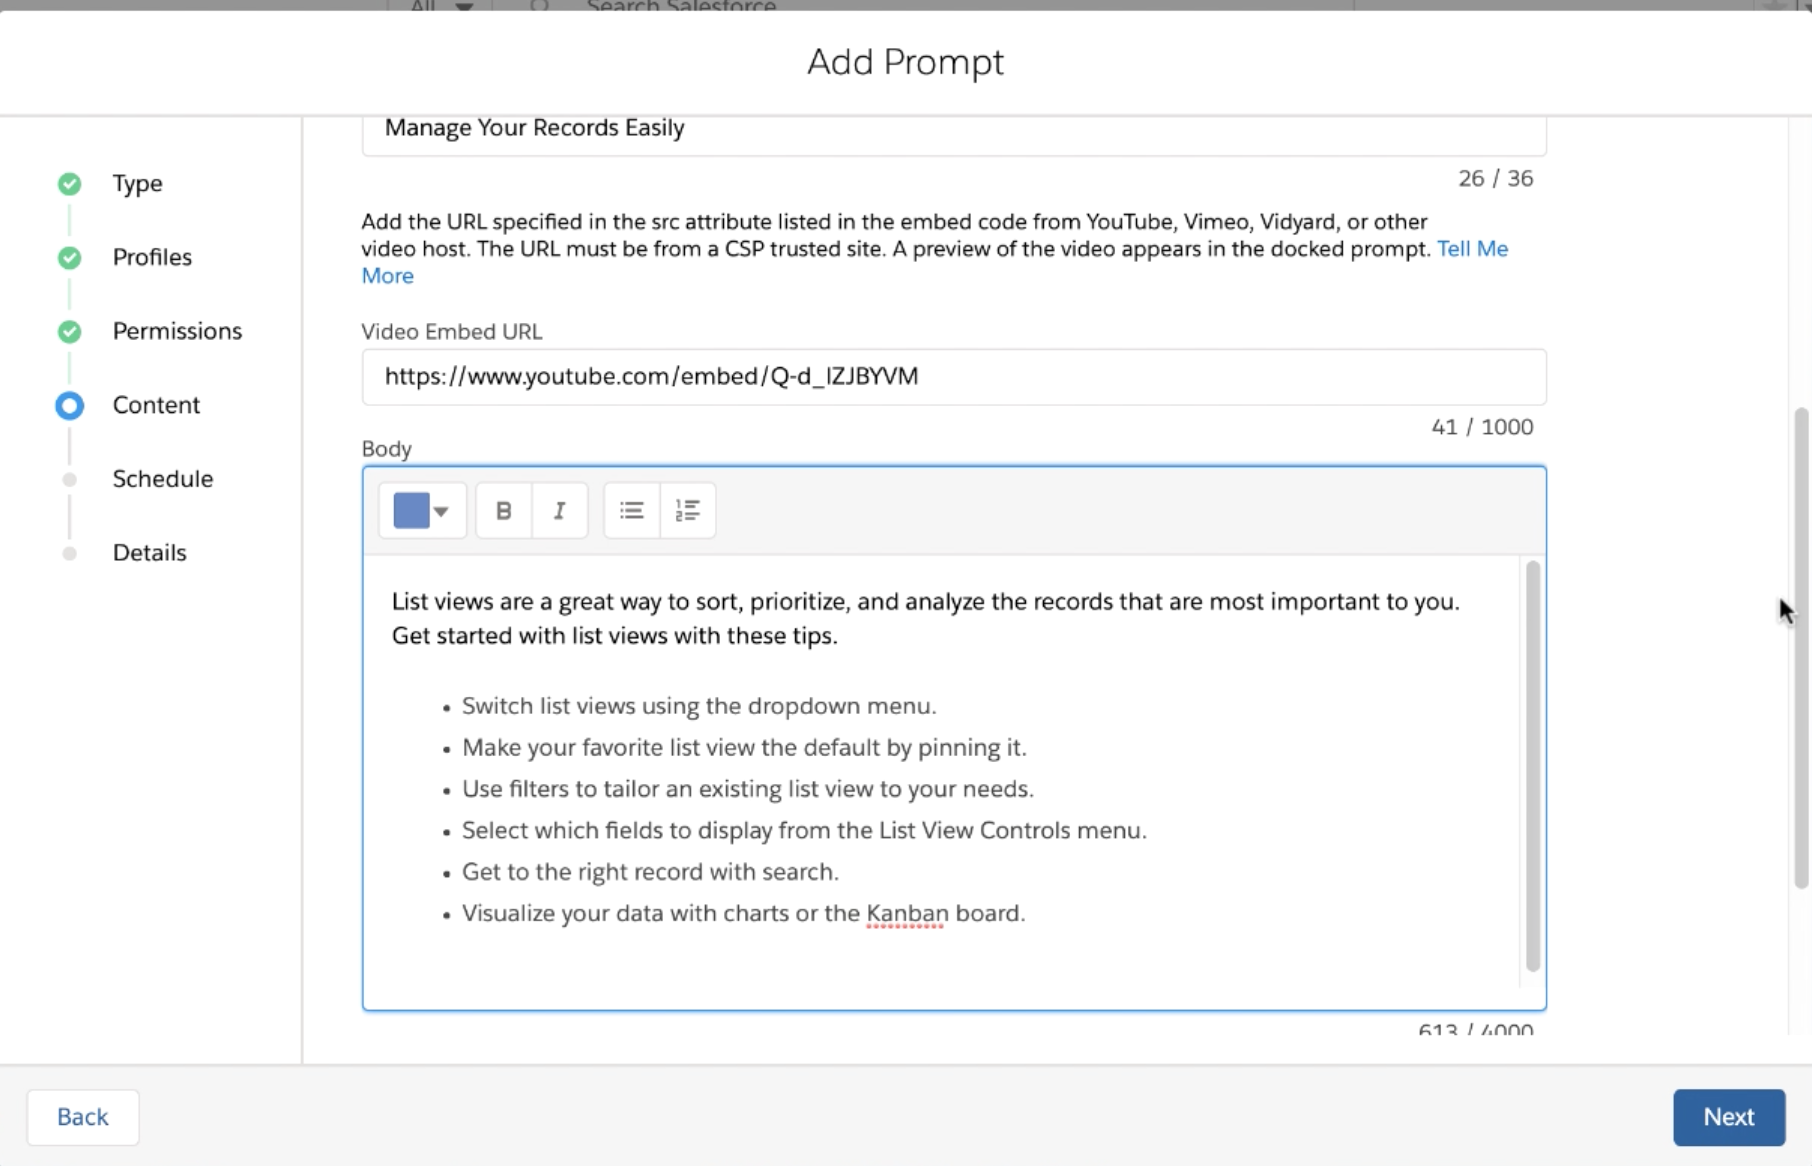 All
Search Salesforce
Add Prompt
Type
Profiles
Permissions
Content
Schedule
Details
Manage Your Records Easily
26 / 36
Add the URL specified in the src attribute listed in the embed code from YouTube, Vimeo, Vidyard, or other
video host. The URL must be from a CSP trusted site. A preview of the video appears in the docked prompt. Tell Me
More
Video Embed URL
https://www.youtube.com/embed/Q-d_IZJBYVM
41 / 1000
Body
B I
List views are a great way to sort, prioritize, and analyze the records that are most important to you.
Get started with list views with these tips.
• Switch list views using the dropdown menu.
• Make your favorite list view the default by pinning it.
• Use filters to tailor an existing list view to your needs.
• Select which fields to display from the List View Controls menu.
• Get to the right record with search.
• Visualize your data with charts or the Kanban board.
613 / 4000
Back
Next